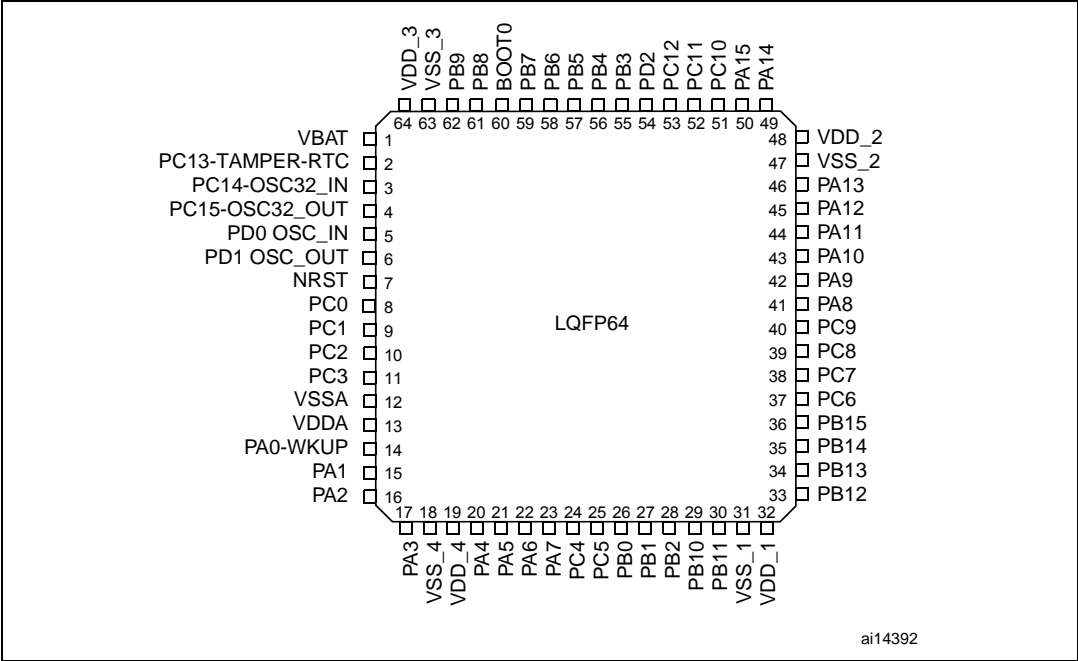 VDD_3
VSS_3
PB9
PB8
BOOT0
PB7
PB6
PB5
PB4
PB3
PD2
PC12
PC11
PC10
PA15
PA14
64 63 62 61 60 59 58 57 56 55 54 53 52 51 50 49
VBAT 1
PC13-TAMPER-RTC 2
PC14-OSC32_IN 3
PC15-OSC32_OUT 4
PD0 OSC_IN 5
PD1 OSC_OUT 6
NRST 7
PC0 8
PC1 9
PC2 10
PC3 11
VSSA 12
VDDA 13
PA0-WKUP 14
PA1 15
PA2 16
LQFP64
48 VDD_2
47 VSS_2
46 PA13
45 PA12
44 PA11
43 PA10
42 PA9
41 PA8
40 PC9
39 PC8
38 PC7
37 PC6
36 PB15
35 PB14
34 PB13
33 PB12
17 18 19 20 21 22 23 24 25 26 27 28 29 30 31 32
PA3
VSS_4
VDD_4
PA4
PA5
PA6
PA7
PC4
PC5
PB0
PB1
PB2
PB10
PB11
VSS_1
VDD_1
ai14392